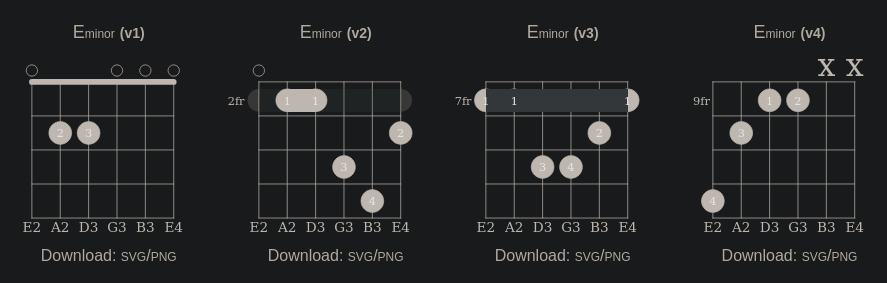 Eminor (v1)
Eminor (v2)
Eminor (v3)
Eminor (v4)
X X
2fr 1 1
7fr 1 1 1
9fr 1 2
2 3
2
2
3
3
3 4
4
4
E2 A2 D3 G3 B3 E4
E2 A2 D3 G3 B3 E4
E2 A2 D3 G3 B3 E4
E2 A2 D3 G3 B3 E4
Download: SVG/PNG
Download: SVG/PNG
Download: SVG/PNG
Download: SVG/PNG